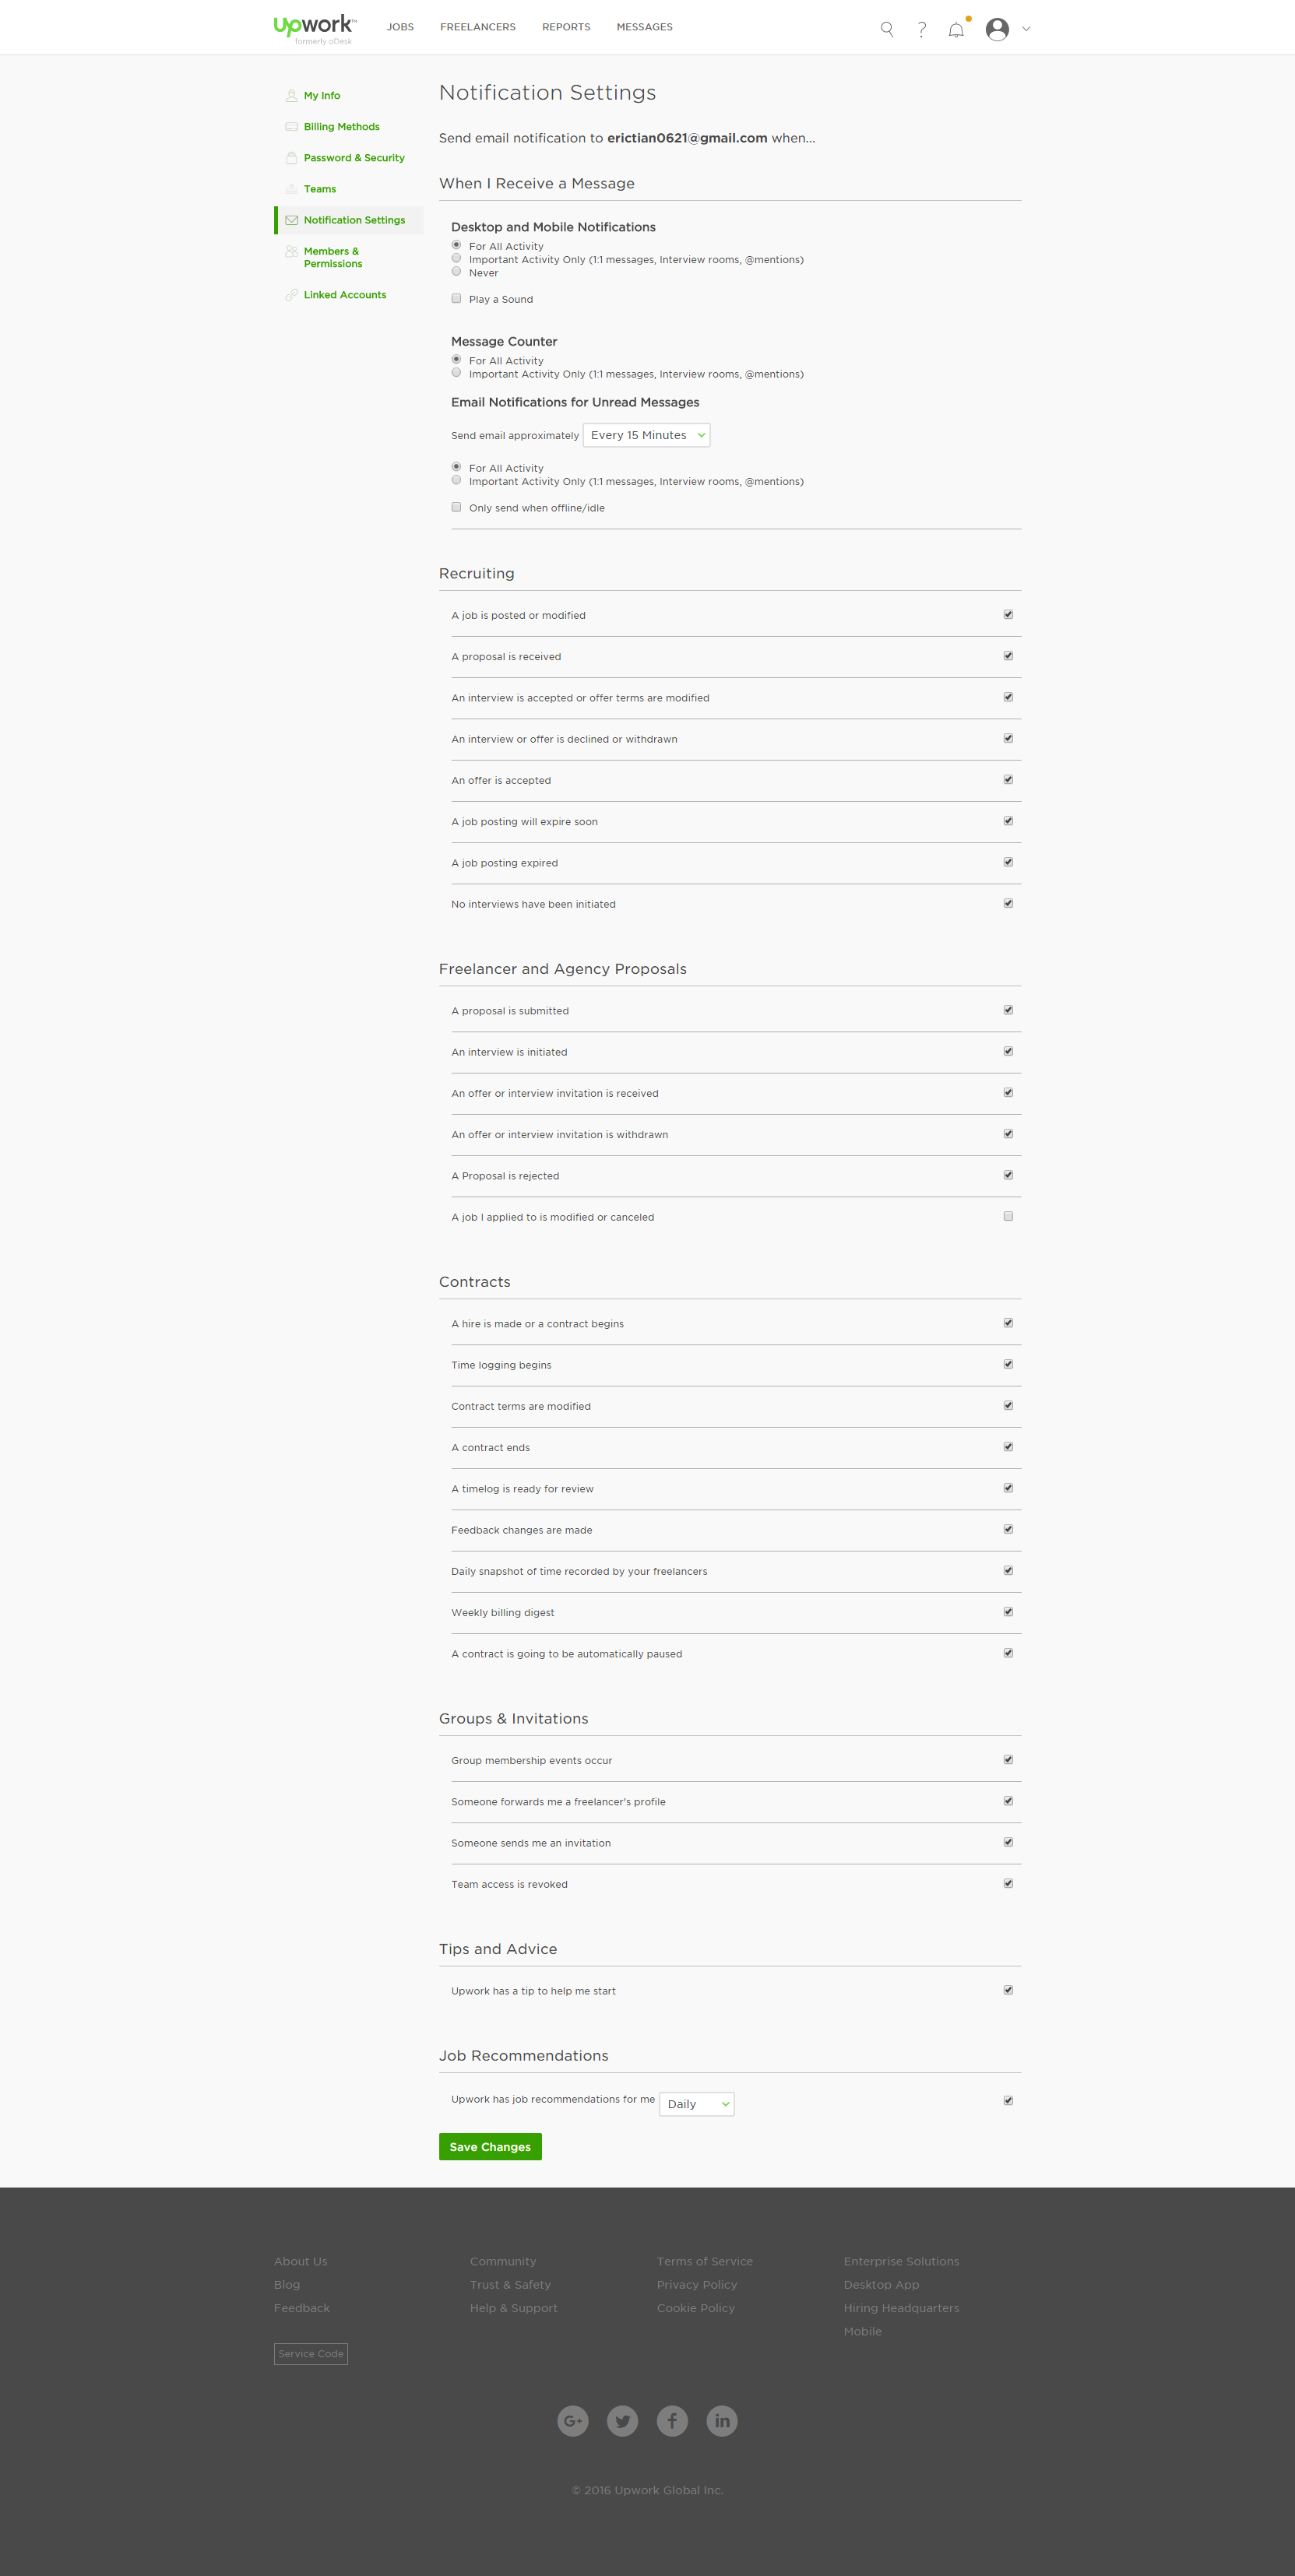 Upwork™
formerly oDesk
JOBS FREELANCERS REPORTS MESSAGES
My Info
Billing Methods
Password & Security
Teams
Notification Settings
Members &
Permissions
Linked Accounts
Notification Settings
Send email notification to erictian0621@gmail.com when...
When I Receive a Message
Desktop and Mobile Notifications
For All Activity
Important Activity Only (1:1 messages, Interview rooms, @mentions)
Never
Play a Sound
Message Counter
For All Activity
Important Activity Only (1:1 messages, Interview rooms, @mentions)
Email Notifications for Unread Messages
Send email approximately Every 15 Minutes
For All Activity
Important Activity Only (1:1 messages, Interview rooms, @mentions)
Only send when offline/idle
Recruiting
A job is posted or modified
A proposal is received
An interview is accepted or offer terms are modified
An interview or offer is declined or withdrawn
An offer is accepted
A job posting will expire soon
A job posting expired
No interviews have been initiated
Freelancer and Agency Proposals
A proposal is submitted
An interview is initiated
An offer or interview invitation is received
An offer or interview invitation is withdrawn
A Proposal is rejected
A job I applied to is modified or canceled
Contracts
A hire is made or a contract begins
Time logging begins
Contract terms are modified
A contract ends
A timelog is ready for review
Feedback changes are made
Daily snapshot of time recorded by your freelancers
Weekly billing digest
A contract is going to be automatically paused
Groups & Invitations
Group membership events occur
Someone forwards me a freelancer's profile
Someone sends me an invitation
Team access is revoked
Tips and Advice
Upwork has a tip to help me start
Job Recommendations
Upwork has job recommendations for me Daily
Save Changes
About Us Community Terms of Service Enterprise Solutions
Blog Trust & Safety Privacy Policy Desktop App
Feedback Help & Support Cookie Policy Hiring Headquarters
Mobile
Service Code
© 2016 Upwork Global Inc.